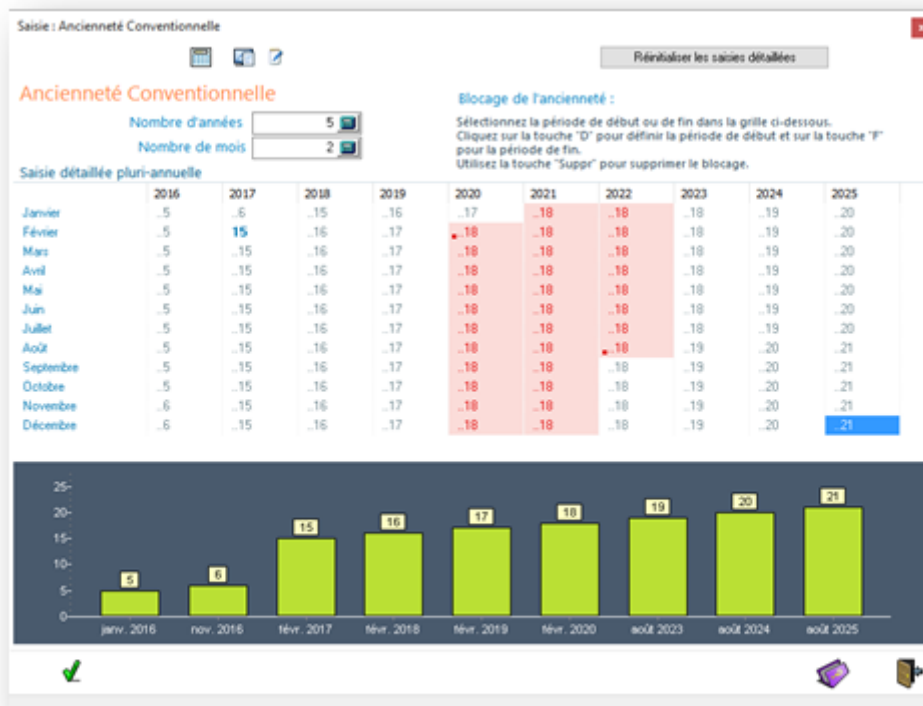 Saisie : Ancienneté Conventionnelle
Réinitialiser les saisies détaillées
Ancienneté Conventionnelle
Nombre d'années 5
Nombre de mois 2
Blocage de l'ancienneté :
Sélectionnez la période de début ou de fin dans la grille ci-dessous.
Cliquez sur la touche "D" pour définir la période de début et sur la touche "F"
pour la période de fin.
Utilisez la touche "Suppr" pour supprimer le blocage.
Saisie détaillée pluri-annuelle
2016 2017 2018 2019 2020 2021 2022 2023 2024 2025
Janvier ..5 ..6 ..15 ..16 ..17 ..18 ..18 ..18 ..19 ..20
Février ..5 15 ..16 ..17 ..18 ..18 ..18 ..18 ..19 ..20
Mars ..5 ..15 ..16 ..17 ..18 ..18 ..18 ..18 ..19 ..20
Avril ..5 ..15 ..16 ..17 ..18 ..18 ..18 ..18 ..19 ..20
Mai ..5 ..15 ..16 ..17 ..18 ..18 ..18 ..18 ..19 ..20
Juin ..5 ..15 ..16 ..17 ..18 ..18 ..18 ..18 ..19 ..20
Juillet ..5 ..15 ..16 ..17 ..18 ..18 ..18 ..18 ..19 ..20
Août ..5 ..15 ..16 ..17 ..18 ..18 ..18 ..19 ..20 ..21
Septembre ..5 ..15 ..16 ..17 ..18 ..18 ..18 ..19 ..20 ..21
Octobre ..5 ..15 ..16 ..17 ..18 ..18 ..18 ..19 ..20 ..21
Novembre ..6 ..15 ..16 ..17 ..18 ..18 ..18 ..19 ..20 ..21
Décembre ..6 ..15 ..16 ..17 ..18 ..18 ..18 ..19 ..20 ..21
25
20
15
10
5
0
5 6 15 16 17 18 19 20 21
janv. 2016 nov. 2016 févr. 2017 févr. 2018 févr. 2019 févr. 2020 août 2023 août 2024 août 2025